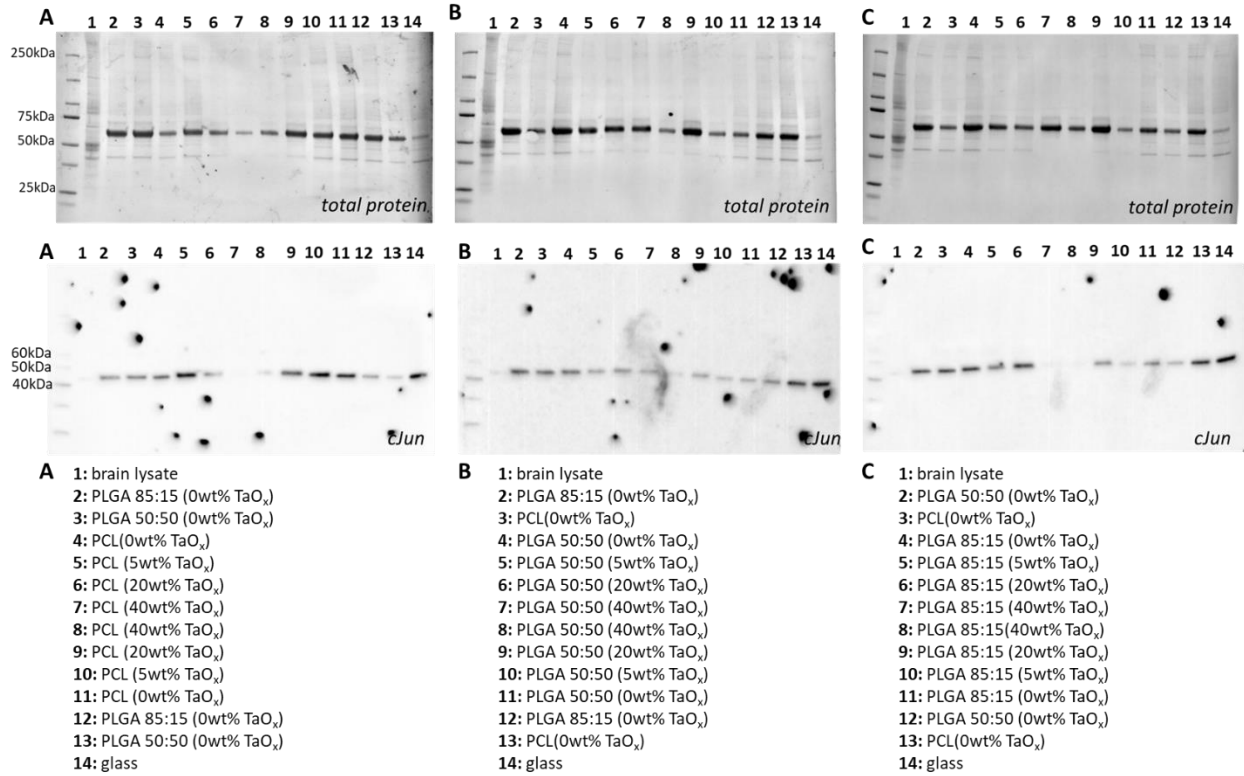 A 1 2 3 4 5 6 7 8 9 10 11 12 13 14
250kDa
75kDa
50kDa
25kDa
total protein
B 1 2 3 4 5 6 7 8 9 10 11 12 13 14
total protein
C 1 2 3 4 5 6 7 8 9 10 11 12 13 14
total protein
A 1 2 3 4 5 6 7 8 9 10 11 12 13 14
60kDa
50kDa
40kDa
cJun
B 1 2 3 4 5 6 7 8 9 10 11 12 13 14
cJun
C 1 2 3 4 5 6 7 8 9 10 11 12 13 14
cJun
A 1: brain lysate
2: PLGA 85:15 (0wt% TaOₓ)
3: PLGA 50:50 (0wt% TaOₓ)
4: PCL(0wt% TaOₓ)
5: PCL (5wt% TaOₓ)
6: PCL (20wt% TaOₓ)
7: PCL (40wt% TaOₓ)
8: PCL (40wt% TaOₓ)
9: PCL (20wt% TaOₓ)
10: PCL (5wt% TaOₓ)
11: PCL (0wt% TaOₓ)
12: PLGA 85:15 (0wt% TaOₓ)
13: PLGA 50:50 (0wt% TaOₓ)
14: glass
B 1: brain lysate
2: PLGA 85:15 (0wt% TaOₓ)
3: PCL(0wt% TaOₓ)
4: PLGA 50:50 (0wt% TaOₓ)
5: PLGA 50:50 (5wt% TaOₓ)
6: PLGA 50:50 (20wt% TaOₓ)
7: PLGA 50:50 (40wt% TaOₓ)
8: PLGA 50:50 (40wt% TaOₓ)
9: PLGA 50:50 (20wt% TaOₓ)
10: PLGA 50:50 (5wt% TaOₓ)
11: PLGA 50:50 (0wt% TaOₓ)
12: PLGA 85:15 (0wt% TaOₓ)
13: PCL(0wt% TaOₓ)
14: glass
C 1: brain lysate
2: PLGA 50:50 (0wt% TaOₓ)
3: PCL(0wt% TaOₓ)
4: PLGA 85:15 (0wt% TaOₓ)
5: PLGA 85:15 (5wt% TaOₓ)
6: PLGA 85:15 (20wt% TaOₓ)
7: PLGA 85:15 (40wt% TaOₓ)
8: PLGA 85:15(40wt% TaOₓ)
9: PLGA 85:15 (20wt% TaOₓ)
10: PLGA 85:15 (5wt% TaOₓ)
11: PLGA 85:15 (0wt% TaOₓ)
12: PLGA 50:50 (0wt% TaOₓ)
13: PCL(0wt% TaOₓ)
14: glass